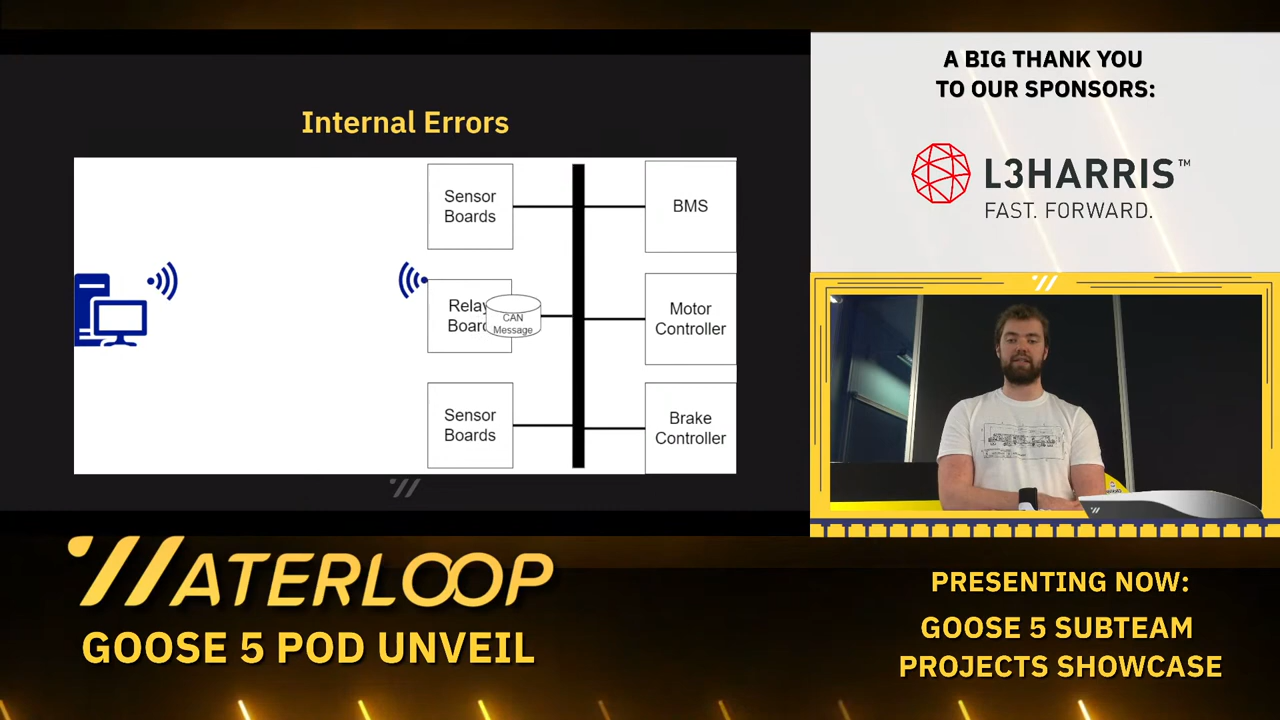 Internal Errors
Sensor
Boards
BMS
Relay
Board
CAN
Message
Motor
Controller
Sensor
Boards
Brake
Controller
A BIG THANK YOU
TO OUR SPONSORS:
L3HARRIS™
FAST. FORWARD.
WATERLOOP
GOOSE 5 POD UNVEIL
PRESENTING NOW:
GOOSE 5 SUBTEAM
PROJECTS SHOWCASE